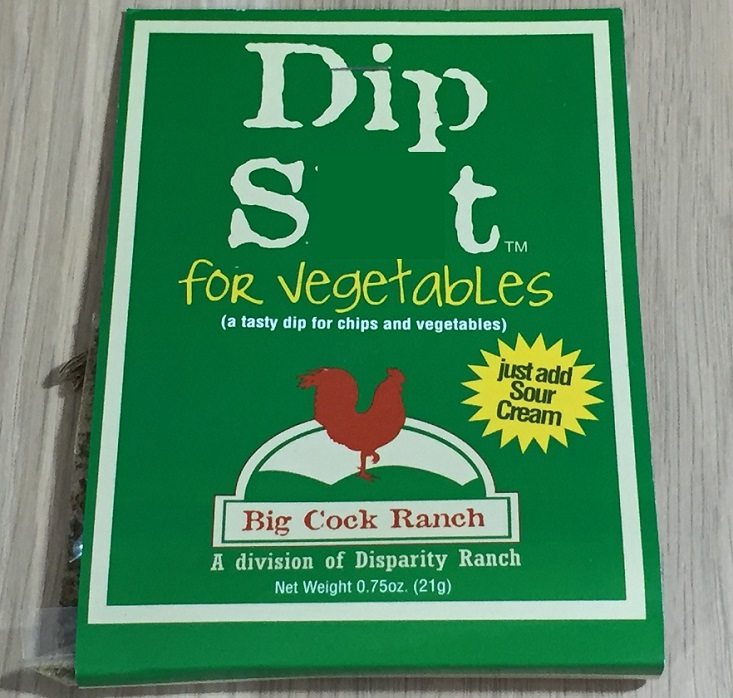 Dip
S t ™
for Vegetables
(a tasty dip for chips and vegetables)
just add
Sour
Cream
Big Cock Ranch
A division of Disparity Ranch
Net Weight 0.75oz. (21g)